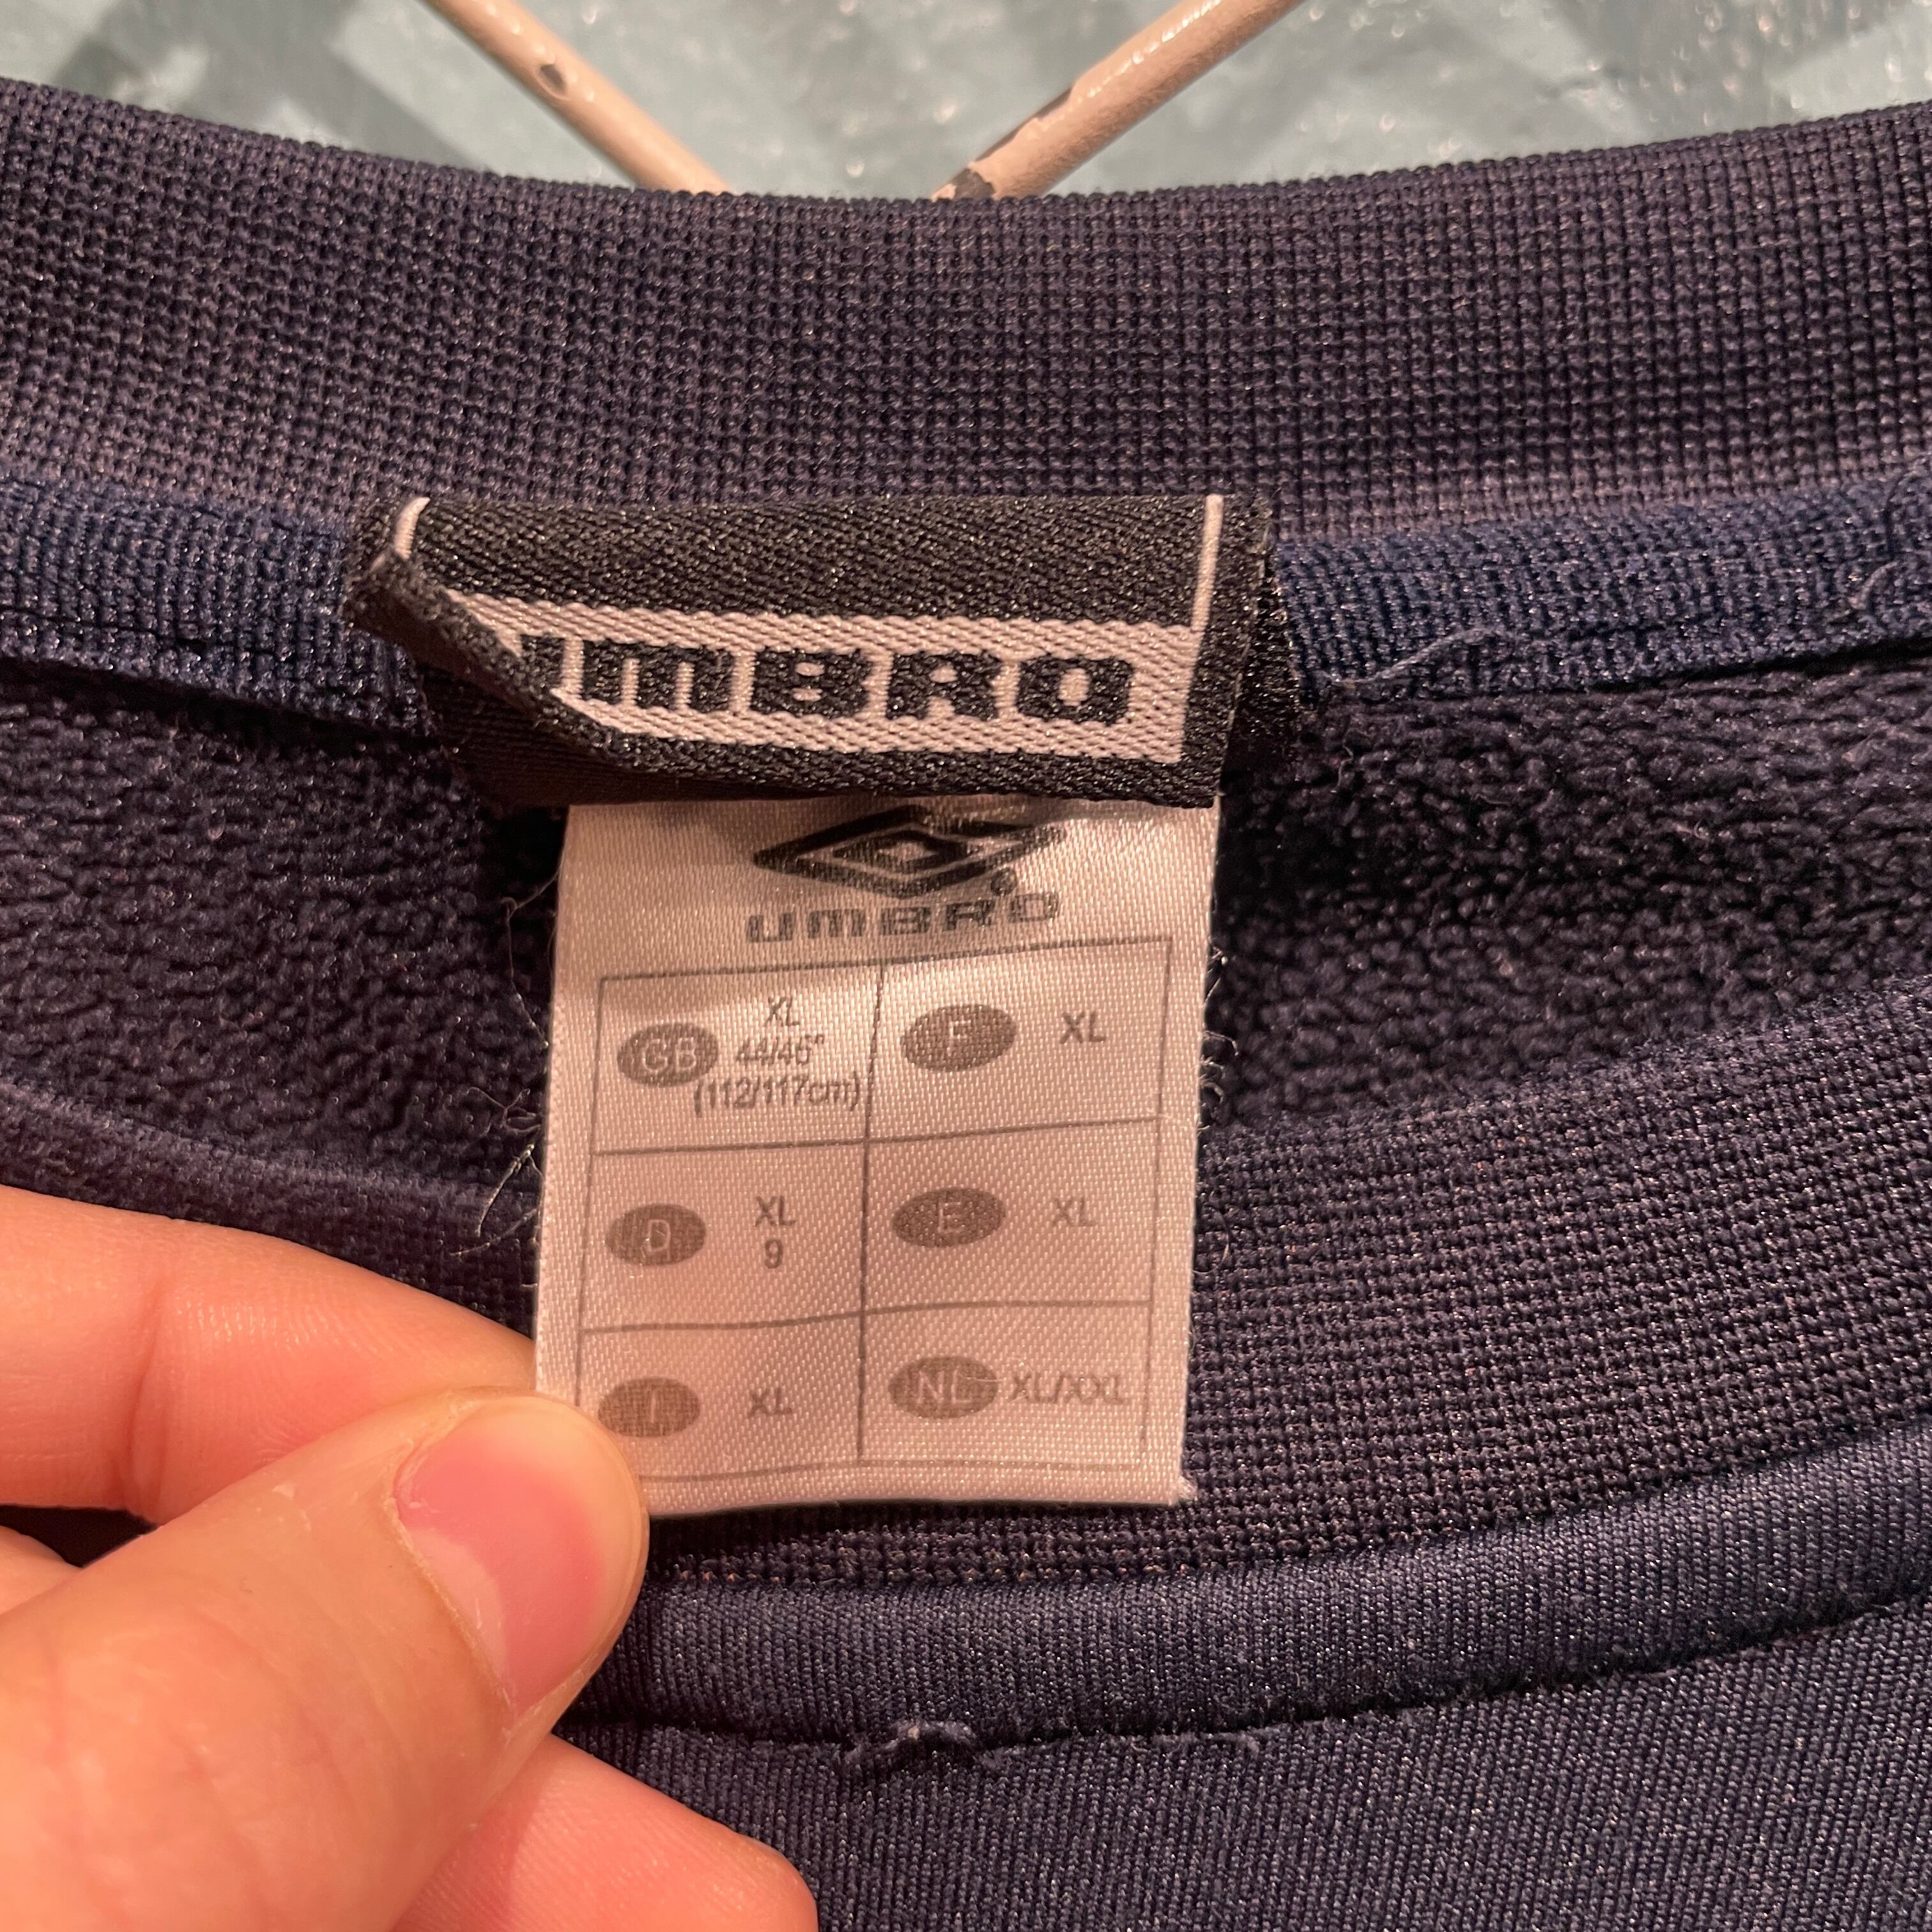 UMBRO
UMBRO
GB XL 44/46"
(112/117cm)
F XL
D XL
9
E XL
I XL
NL XL/XXL